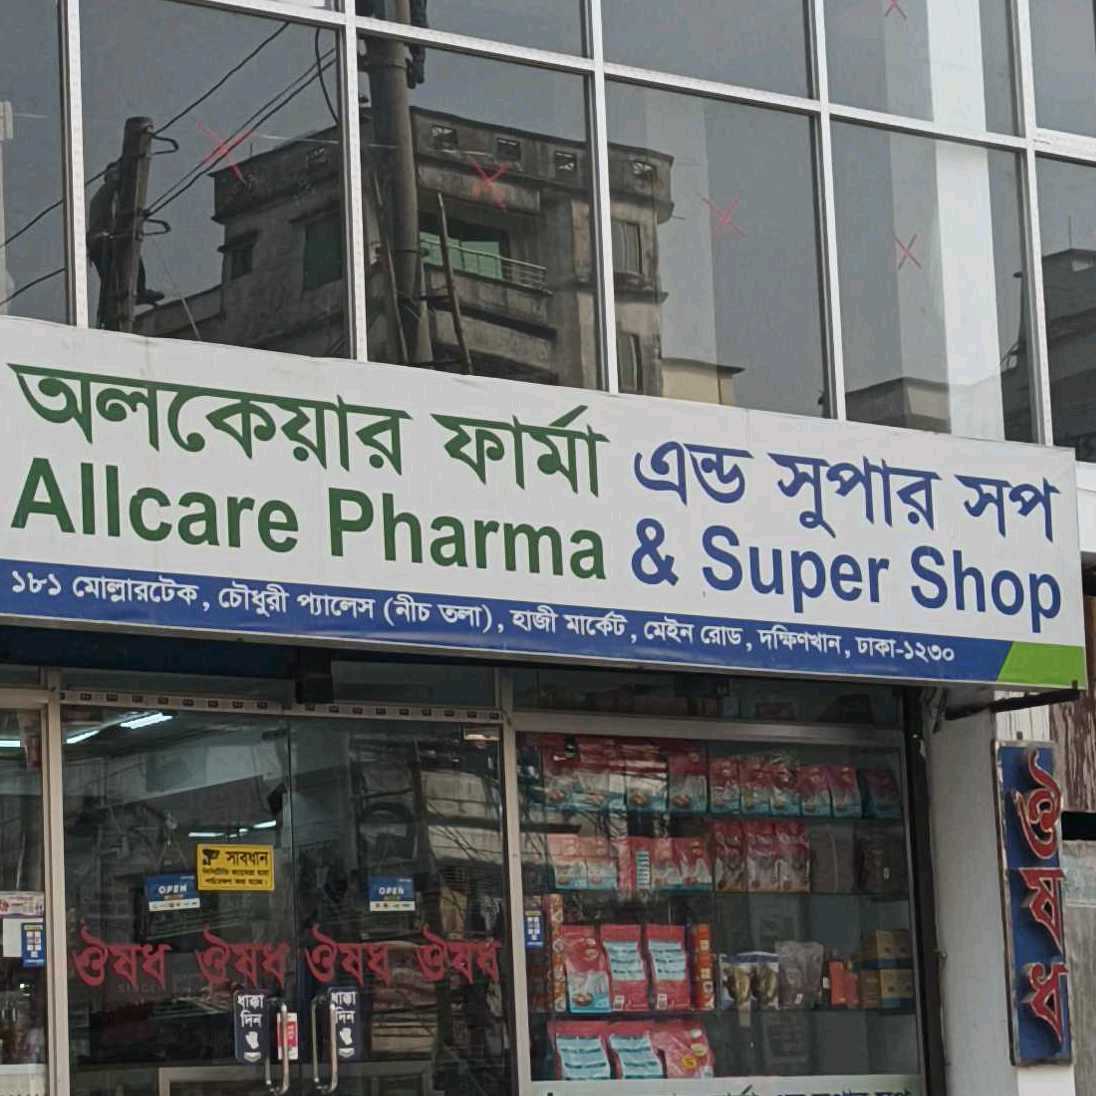 অলকেয়ার ফার্মা এন্ড সুপার সপ
Allcare Pharma & Super Shop
১৮১ মোল্লারটেক, চৌধুরী প্যালেস (নীচ তলা), হাজী মার্কেট, মেইন রোড, দক্ষিণখান, ঢাকা-১২৩০
সাবধান
OPEN
OPEN
ঔষধ ঔষধ ঔষধ ঔষধ
ধাক্কা
দিন
ধাক্কা
দিন
ঔষধ